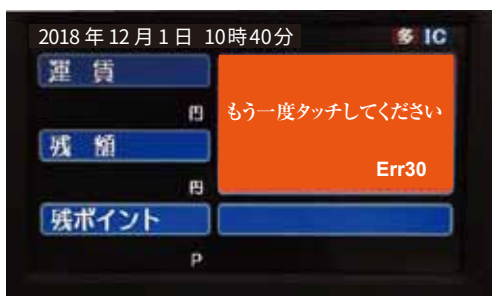 2018年12月1日 10時40分 多 IC
運賃
円
もう一度タッチしてください
Err30
残額
円
残ポイント
P